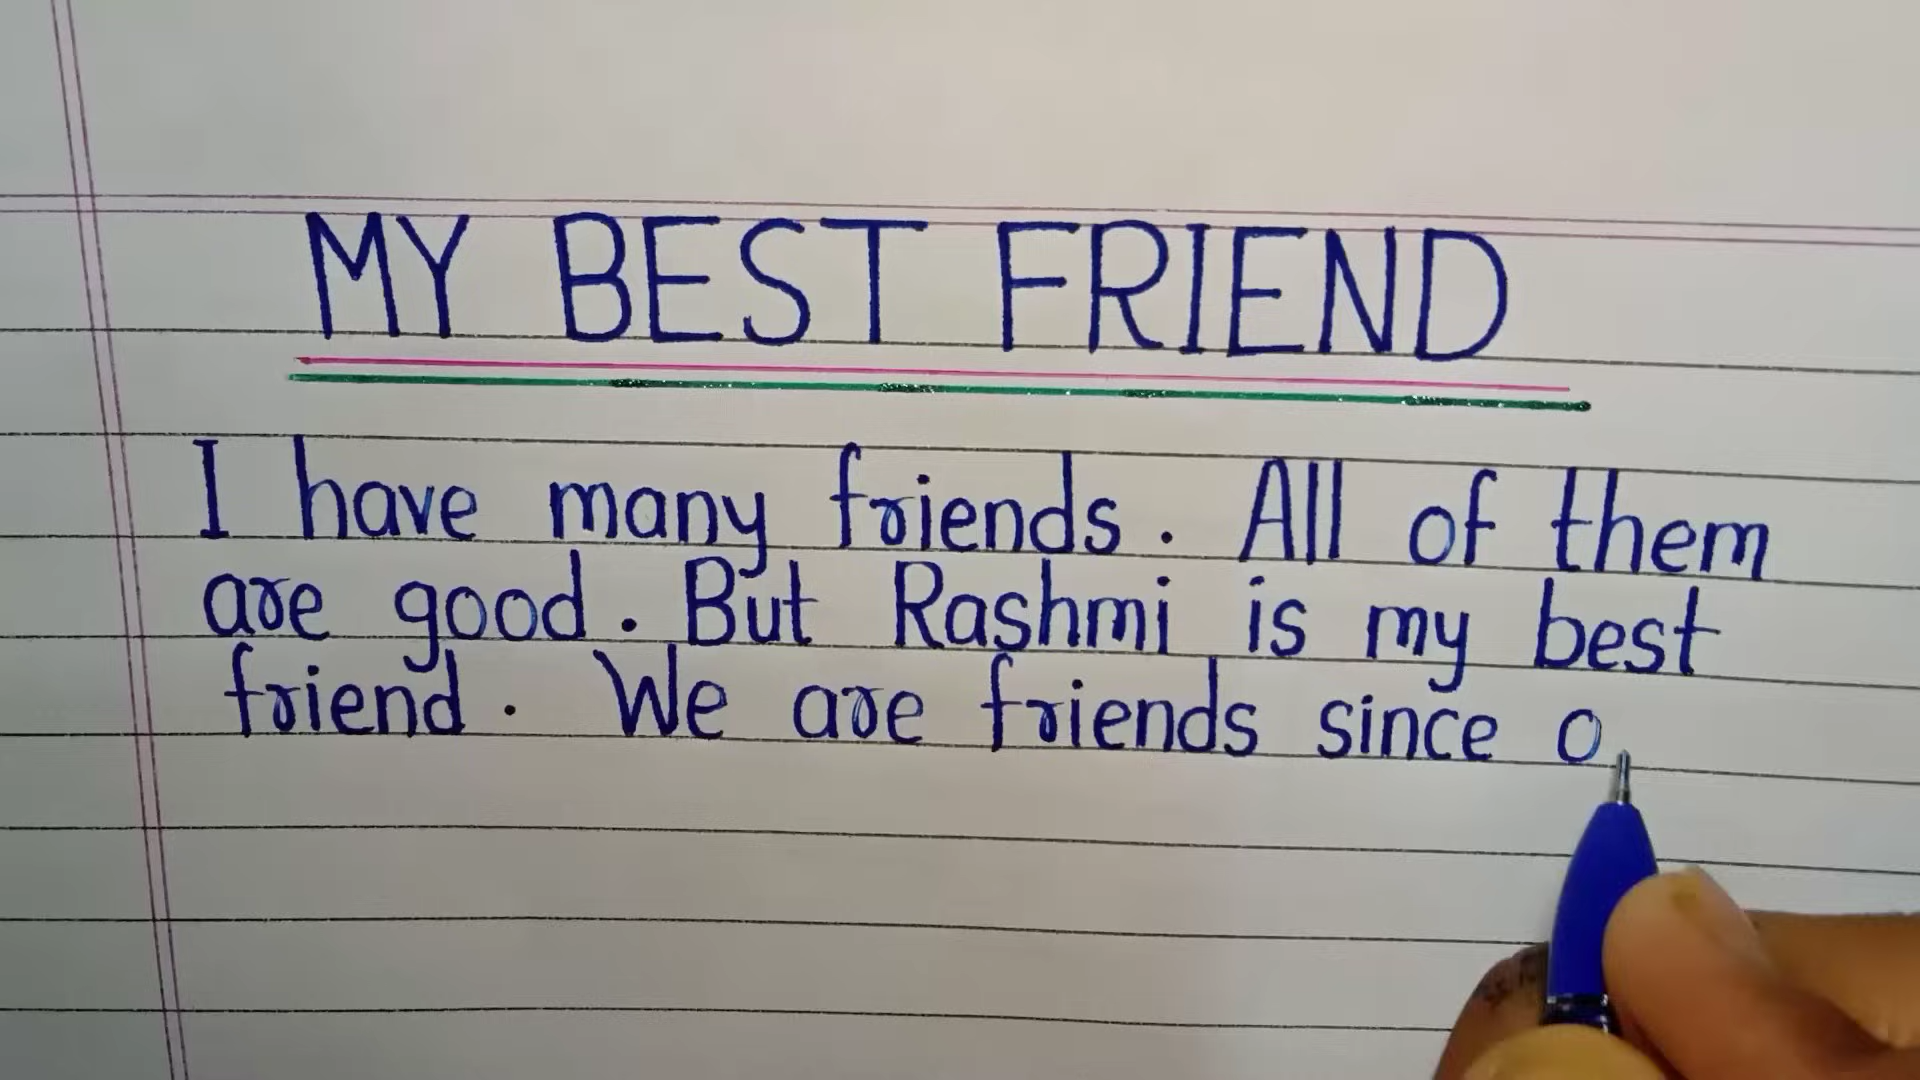 MY BEST FRIEND
I have many friends. All of them
are good. But Rashmi is my best
friend. We are friends since o